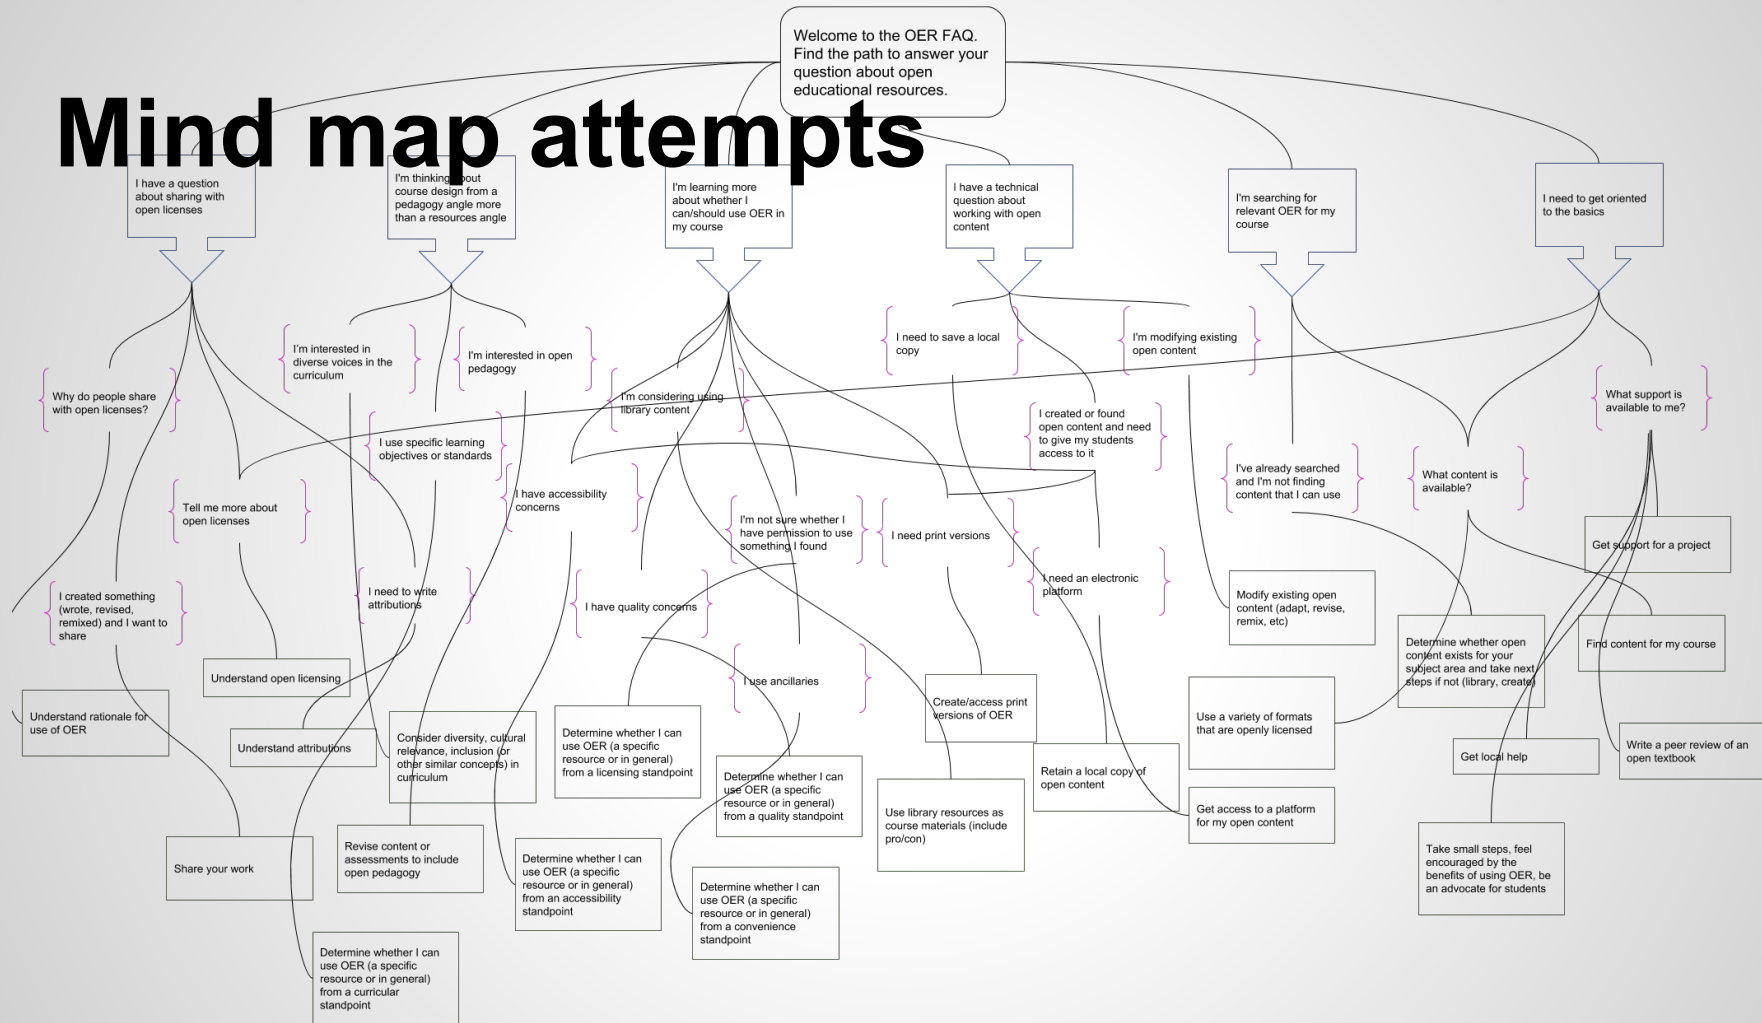 Welcome to the OER FAQ.
Find the path to answer your
question about open
educational resources.
Mind map attempts
I have a question
about sharing with
open licenses
I'm thinking about
course design from a
pedagogy angle more
than a resources angle
I'm learning more
about whether I
can/should use OER in
my course
I have a technical
question about
working with open
content
I'm searching for
relevant OER for my
course
I need to get oriented
to the basics
Why do people share
with open licenses?
I'm interested in
diverse voices in the
curriculum
I'm interested in open
pedagogy
I'm considering using
library content
I need to save a local
copy
I'm modifying existing
open content
What support is
available to me?
I use specific learning
objectives or standards
I created or found
open content and need
to give my students
access to it
Tell me more about
open licenses
I have accessibility
concerns
I'm not sure whether I
have permission to use
something I found
I need print versions
I've already searched
and I'm not finding
content that I can use
What content is
available?
Get support for a project
I created something
(wrote, revised,
remixed) and I want to
share
I need to write
attributions
I have quality concerns
I need an electronic
platform
Modify existing open
content (adapt, revise,
remix, etc)
Determine whether open
content exists for your
subject area and take next
steps if not (library, create)
Find content for my course
Understand open licensing
I use ancillaries
Understand rationale for
use of OER
Understand attributions
Consider diversity, cultural
relevance, inclusion (or
other similar concepts) in
curriculum
Determine whether I can
use OER (a specific
resource or in general)
from a licensing standpoint
Determine whether I can
use OER (a specific
resource or in general)
from a quality standpoint
Create/access print
versions of OER
Retain a local copy of
open content
Use a variety of formats
that are openly licensed
Get local help
Write a peer review of an
open textbook
Share your work
Revise content or
assessments to include
open pedagogy
Determine whether I can
use OER (a specific
resource or in general)
from an accessibility
standpoint
Determine whether I can
use OER (a specific
resource or in general)
from a convenience
standpoint
Use library resources as
course materials (include
pro/con)
Get access to a platform
for my open content
Take small steps, feel
encouraged by the
benefits of using OER, be
an advocate for students
Determine whether I can
use OER (a specific
resource or in general)
from a curricular
standpoint